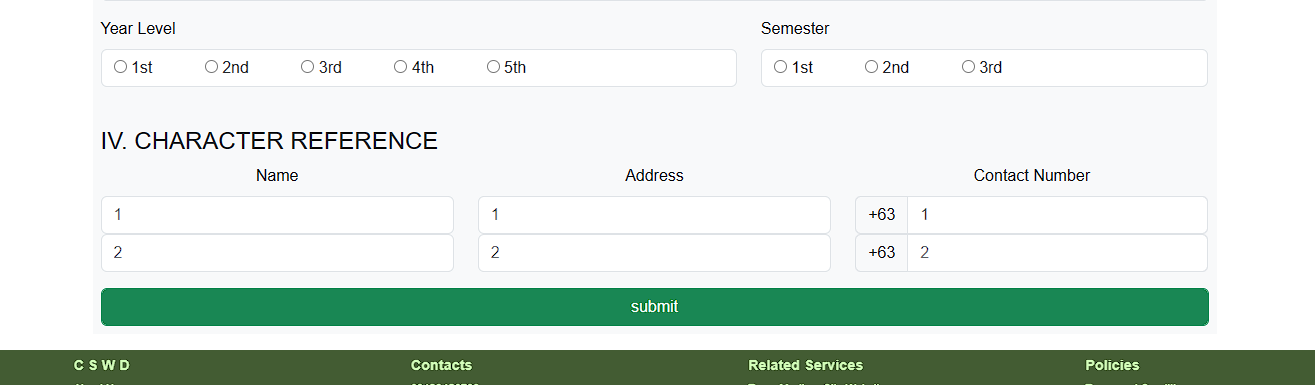 Year Level Semester
1st 2nd 3rd 4th 5th 1st 2nd 3rd
IV. CHARACTER REFERENCE
Name Address Contact Number
1 1 +63 1
2 2 +63 2
submit
C S W D Contacts Related Services Policies